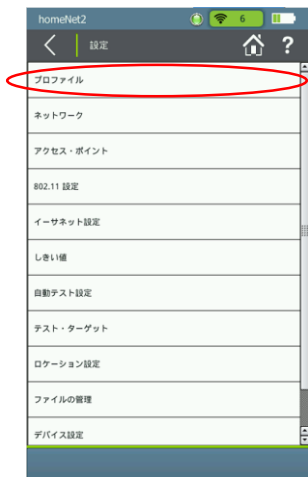 homeNet2 6
設定 ?
プロファイル
ネットワーク
アクセス・ポイント
802.11 設定
イーサネット設定
しきい値
自動テスト設定
テスト・ターゲット
ロケーション設定
ファイルの管理
デバイス設定